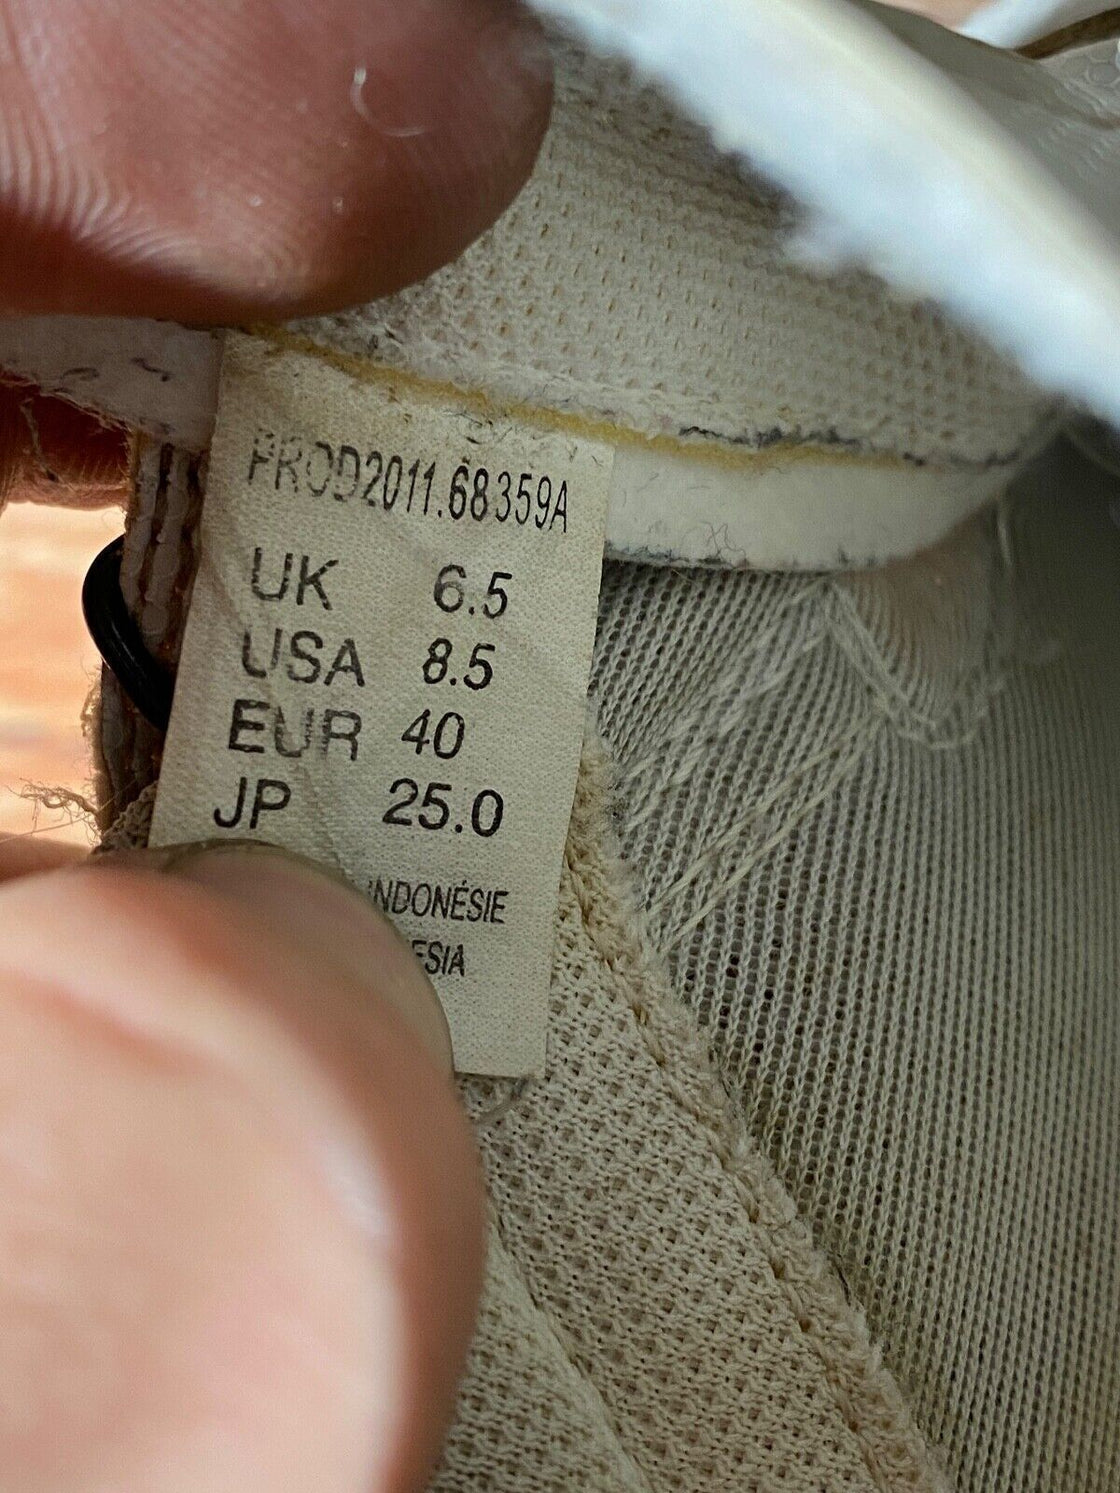 PROD2011.68359A
UK 6.5
USA 8.5
EUR 40
JP 25.0
INDONÉSIE